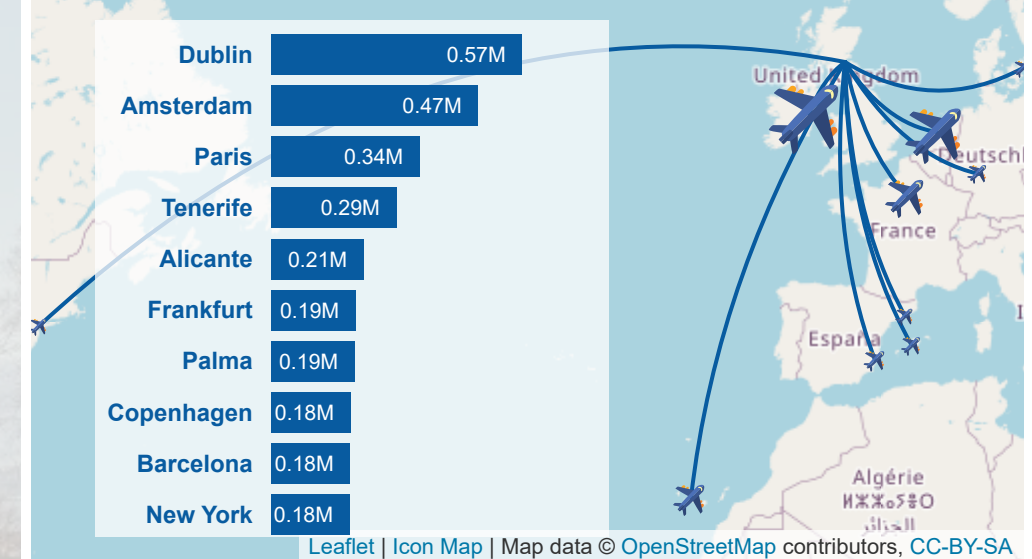 Dublin 0.57M
Amsterdam 0.47M
Paris 0.34M
Tenerife 0.29M
Alicante 0.21M
Frankfurt 0.19M
Palma 0.19M
Copenhagen 0.18M
Barcelona 0.18M
New York 0.18M
United Kingdom
Deutschl
France
España
I
Algérie
ⵍⵣⵣⴰⵢⴻⵔ
الجزائر
Leaflet | Icon Map | Map data © OpenStreetMap contributors, CC-BY-SA